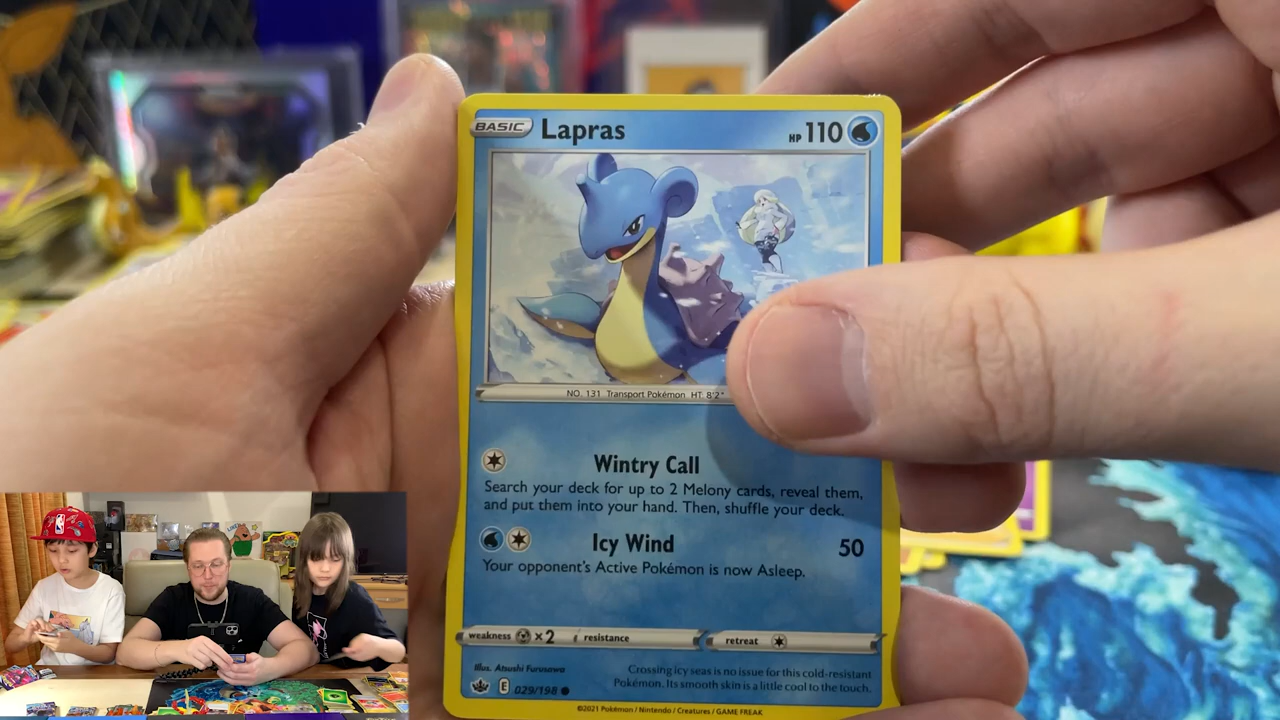 BASIC Lapras HP 110
NO. 131 Transport Pokémon HT: 8'2"
Wintry Call
Search your deck for up to 2 Melony cards, reveal them,
and put them into your hand. Then, shuffle your deck.
Icy Wind 50
Your opponent's Active Pokémon is now Asleep.
weakness ×2 resistance retreat
Illus. Atsushi Furusawa
Crossing icy seas is no issue for this cold-resistant
Pokémon. Its smooth skin is a little cool to the touch.
E 029/198
©2021 Pokémon / Nintendo / Creatures / GAME FREAK